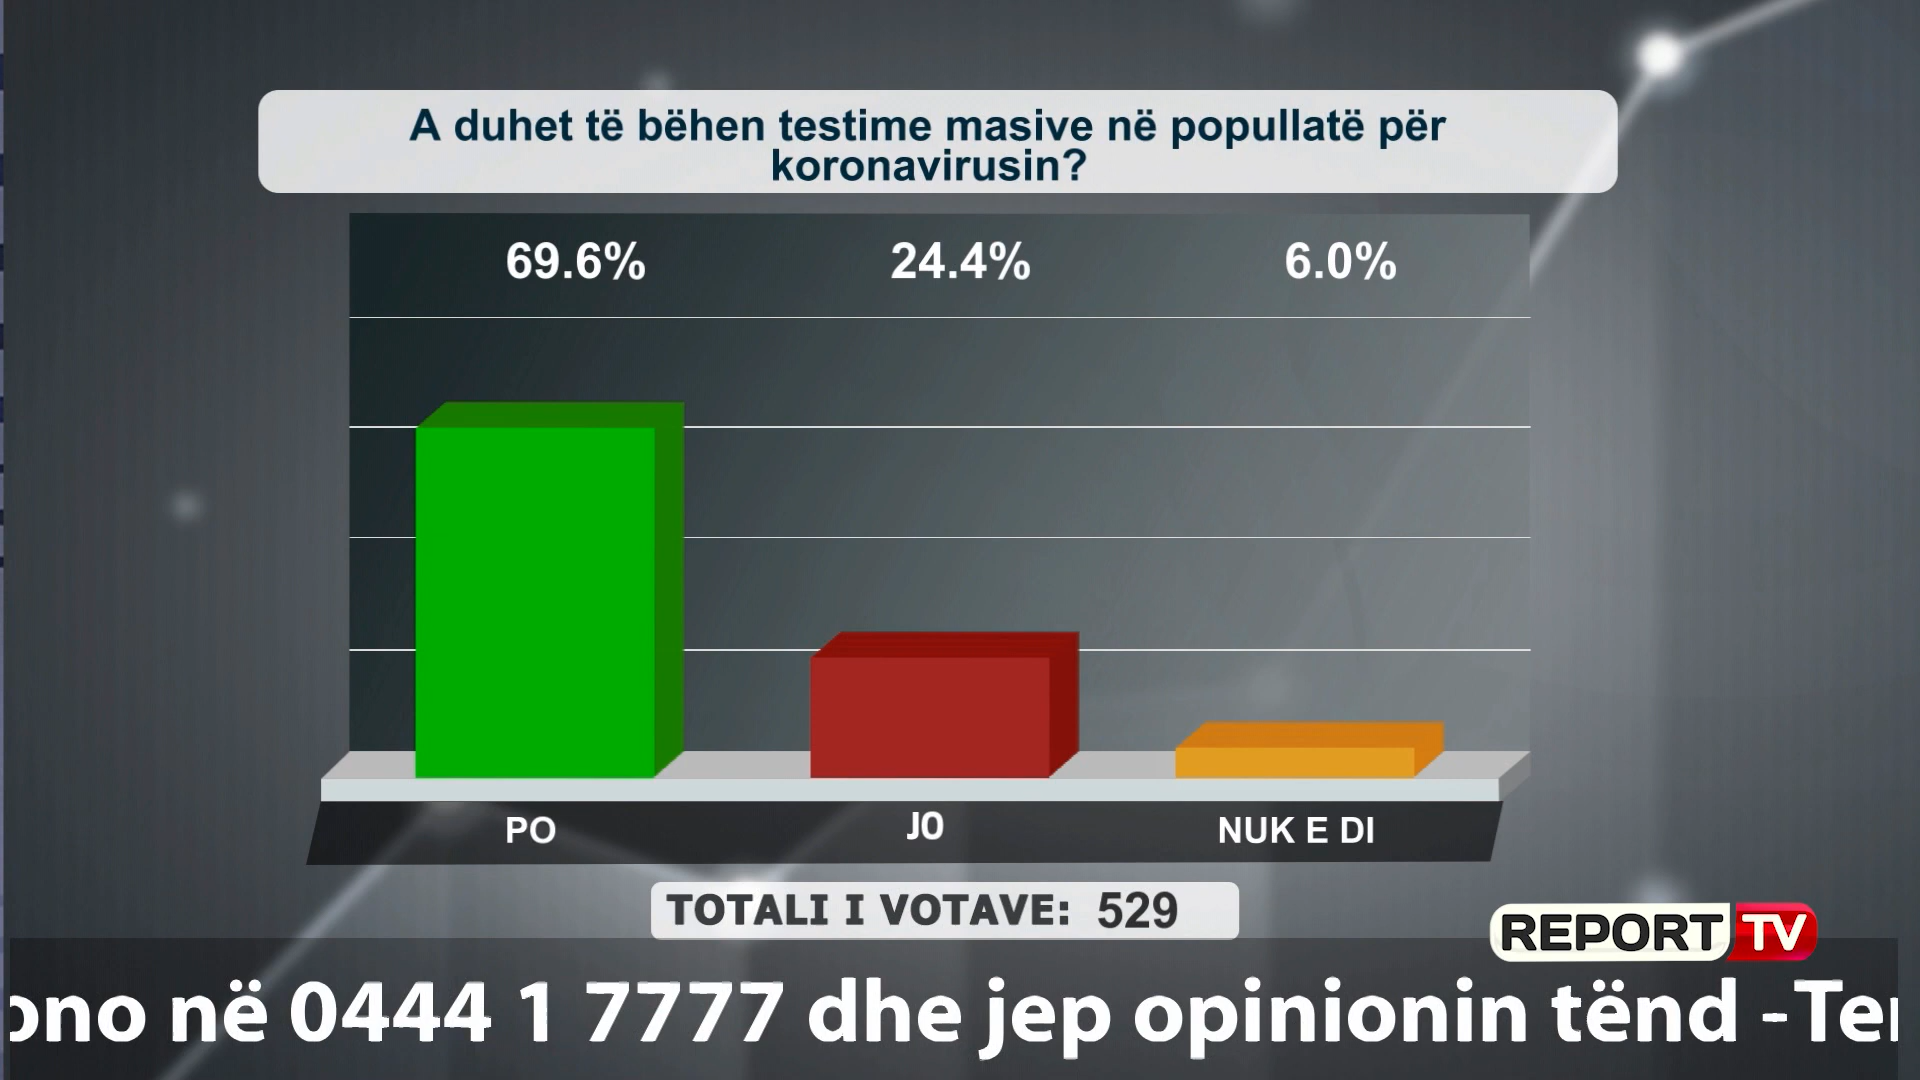 A duhet të bëhen testime masive në popullatë për
koronavirusin?
69.6% 24.4% 6.0%
PO JO NUK E DI
TOTALI I VOTAVE: 529
REPORT TV
në 0444 1 7777 dhe jep opinionin tënd -